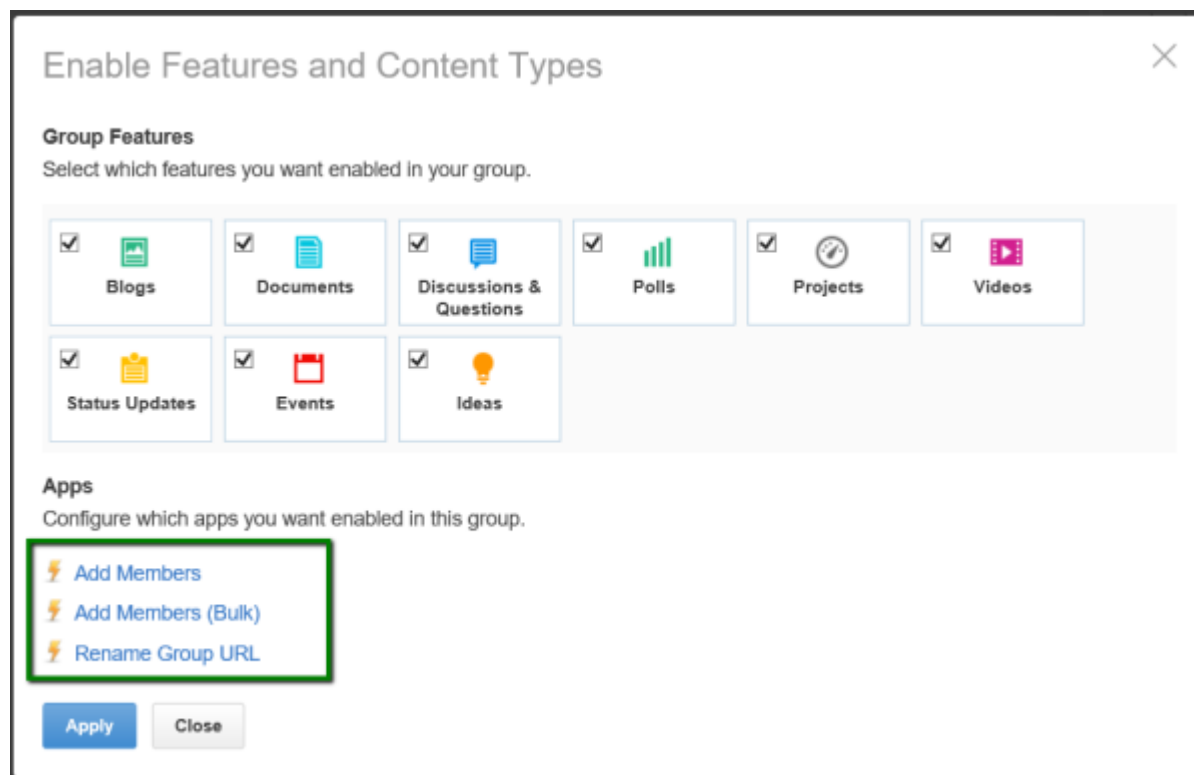 Enable Features and Content Types
Group Features
Select which features you want enabled in your group.
Blogs
Documents
Discussions &
Questions
Polls
Projects
Videos
Status Updates
Events
Ideas
Apps
Configure which apps you want enabled in this group.
Add Members
Add Members (Bulk)
Rename Group URL
Apply
Close